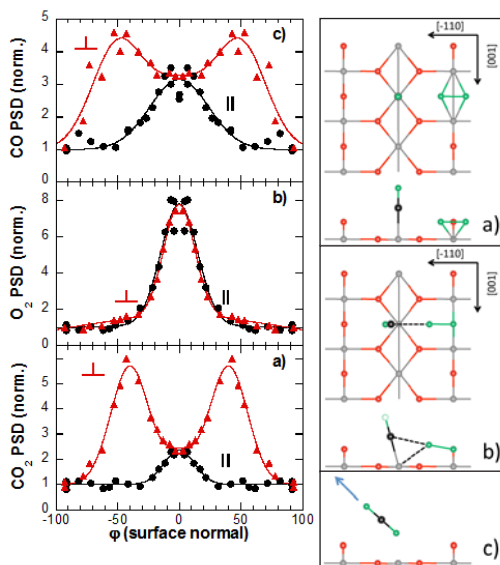 c)
5
4
3
2
1
CO PSD (norm.)
⊥
||
b)
8
6
4
2
O₂ PSD (norm.)
⊥
||
a)
6
5
4
3
2
1
0
CO₂ PSD (norm.)
⊥
||
-100 -50 0 50 100
φ (surface normal)
[-110]
[001]
a)
[-110]
[001]
b)
c)